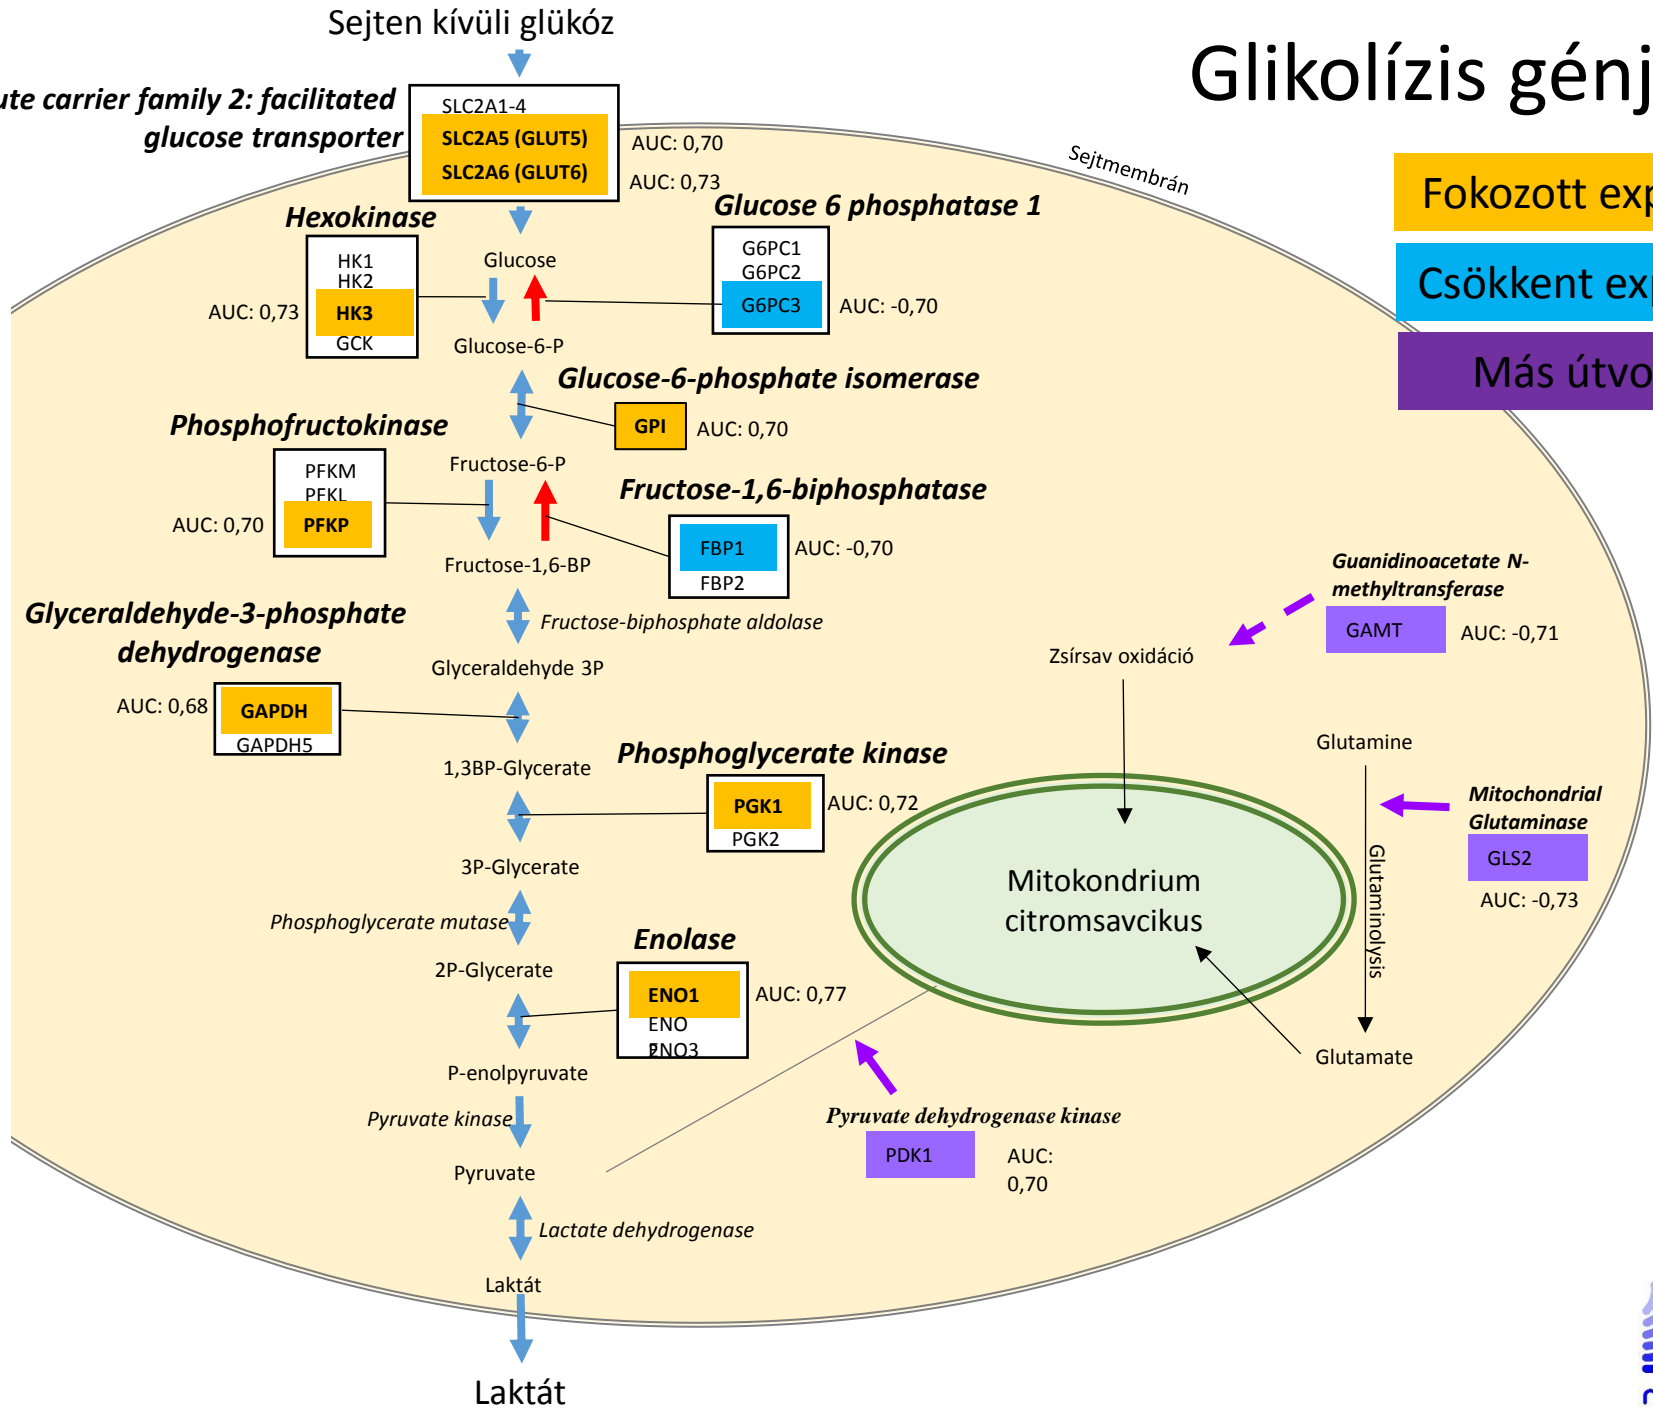 Sejten kívüli glükóz
Glikolízis génj
ute carrier family 2: facilitated
glucose transporter
SLC2A1-4
SLC2A5 (GLUT5)
SLC2A6 (GLUT6)
AUC: 0,70
AUC: 0,73
Sejtmembrán
Fokozott exp
Csökkent exp
Más útvo
Hexokinase
HK1
HK2
HK3
GCK
AUC: 0,73
Glucose
Glucose 6 phosphatase 1
G6PC1
G6PC2
G6PC3
AUC: -0,70
Glucose-6-P
Glucose-6-phosphate isomerase
GPI
AUC: 0,70
Phosphofructokinase
PFKM
PFKL
PFKP
AUC: 0,70
Fructose-6-P
Fructose-1,6-biphosphatase
FBP1
FBP2
AUC: -0,70
Fructose-1,6-BP
Fructose-biphosphate aldolase
Glyceraldehyde-3-phosphate
dehydrogenase
AUC: 0,68
GAPDH
GAPDH5
Glyceraldehyde 3P
1,3BP-Glycerate
Phosphoglycerate kinase
PGK1
PGK2
AUC: 0,72
3P-Glycerate
Phosphoglycerate mutase
2P-Glycerate
Enolase
ENO1
ENO
2
ENO3
AUC: 0,77
P-enolpyruvate
Pyruvate kinase
Pyruvate
Lactate dehydrogenase
Laktát
Laktát
Guanidinoacetate N-
methyltransferase
GAMT
AUC: -0,71
Zsírsav oxidáció
Glutamine
Mitochondrial
Glutaminase
GLS2
AUC: -0,73
Glutaminolysis
Glutamate
Mitokondrium
citromsavcikus
Pyruvate dehydrogenase kinase
PDK1
AUC:
0,70